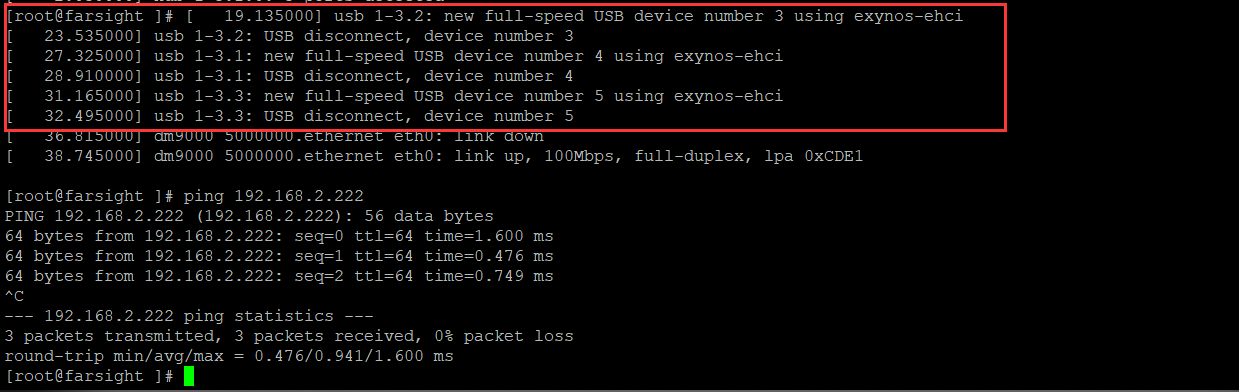 [root@farsight ]# [   19.135000] usb 1-3.2: new full-speed USB device number 3 using exynos-ehci
[   23.535000] usb 1-3.2: USB disconnect, device number 3
[   27.325000] usb 1-3.1: new full-speed USB device number 4 using exynos-ehci
[   28.910000] usb 1-3.1: USB disconnect, device number 4
[   31.165000] usb 1-3.3: new full-speed USB device number 5 using exynos-ehci
[   32.495000] usb 1-3.3: USB disconnect, device number 5
[   36.815000] dm9000 5000000.ethernet eth0: link down
[   38.745000] dm9000 5000000.ethernet eth0: link up, 100Mbps, full-duplex, lpa 0xCDE1
[root@farsight ]# ping 192.168.2.222
PING 192.168.2.222 (192.168.2.222): 56 data bytes
64 bytes from 192.168.2.222: seq=0 ttl=64 time=1.600 ms
64 bytes from 192.168.2.222: seq=1 ttl=64 time=0.476 ms
64 bytes from 192.168.2.222: seq=2 ttl=64 time=0.749 ms
^C
--- 192.168.2.222 ping statistics ---
3 packets transmitted, 3 packets received, 0% packet loss
round-trip min/avg/max = 0.476/0.941/1.600 ms
[root@farsight ]#